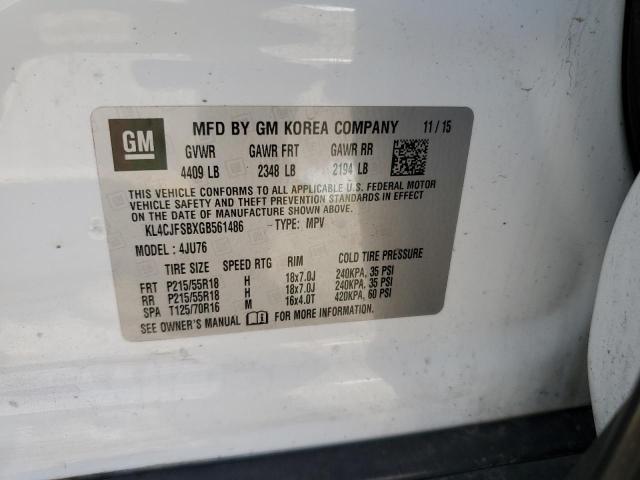 GM
MFD BY GM KOREA COMPANY 11/15
GVWR GAWR FRT GAWR RR
4409 LB 2348 LB 2194 LB
THIS VEHICLE CONFORMS TO ALL APPLICABLE U.S. FEDERAL MOTOR
VEHICLE SAFETY AND THEFT PREVENTION STANDARDS IN EFFECT
ON THE DATE OF MANUFACTURE SHOWN ABOVE.
KL4CJFSBXGB561486 TYPE: MPV
MODEL: 4JU76
TIRE SIZE SPEED RTG RIM COLD TIRE PRESSURE
FRT P215/55R18 H 18x7.0J 240KPA, 35 PSI
RR P215/55R18 H 18x7.0J 240KPA, 35 PSI
SPA T125/70R16 M 16x4.0T 420KPA, 60 PSI
SEE OWNER'S MANUAL FOR MORE INFORMATION.